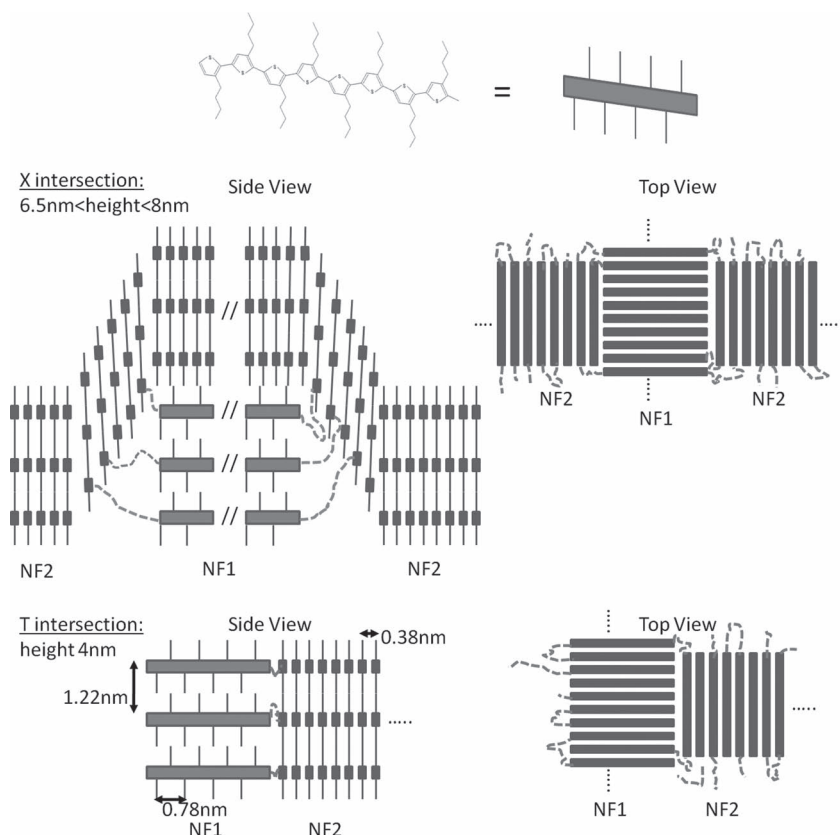 =
X intersection:
6.5nm<height<8nm
Side View
Top View
//
//
//
//
NF2
NF1
NF2
NF2
NF1
NF2
T intersection:
height 4nm
Side View
0.38nm
1.22nm
0.78nm
NF1
NF2
Top View
NF1
NF2